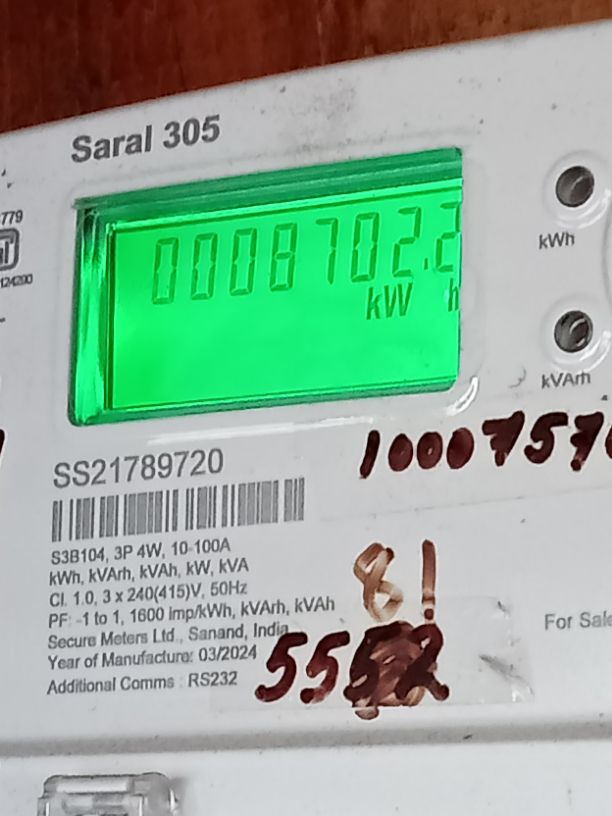 Saral 305
779
0008702.2
kW h
kWh
kVArh
SS21789720
S3B104, 3P 4W, 10-100A
kWh, kVArh, kVAh, kW, kVA
Cl. 1.0, 3 x 240(415)V, 50Hz
PF: -1 to 1, 1600 imp/kWh, kVArh, kVAh
Secure Meters Ltd., Sanand, India
Year of Manufacture: 03/2024
Additional Comms : RS232
1000757
81
For Sale